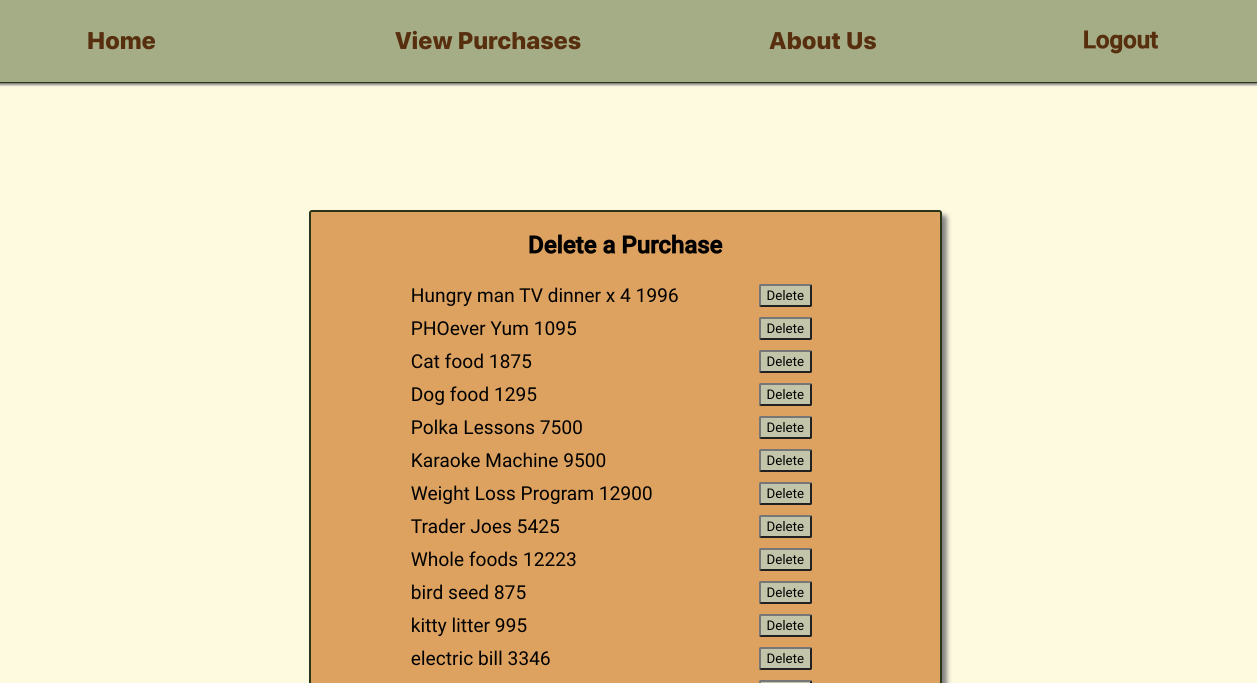 Home View Purchases About Us Logout
Delete a Purchase
Hungry man TV dinner x 4 1996 Delete
PHOever Yum 1095 Delete
Cat food 1875 Delete
Dog food 1295 Delete
Polka Lessons 7500 Delete
Karaoke Machine 9500 Delete
Weight Loss Program 12900 Delete
Trader Joes 5425 Delete
Whole foods 12223 Delete
bird seed 875 Delete
kitty litter 995 Delete
electric bill 3346 Delete